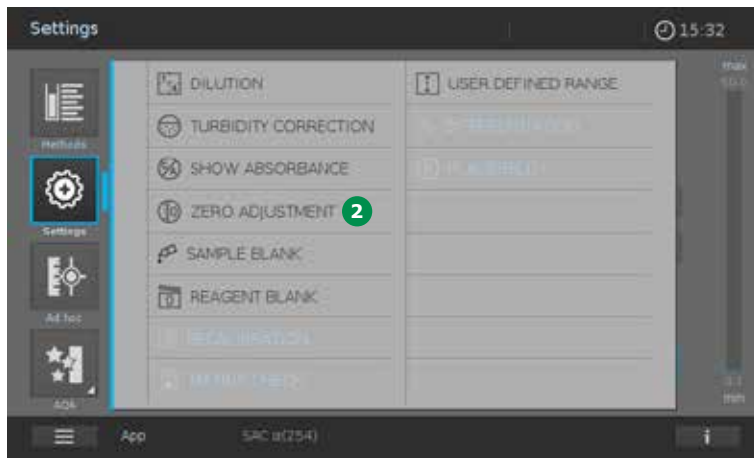 Settings
15:32
Methods
Settings
Ad hoc
AQA
DILUTION
TURBIDITY CORRECTION
SHOW ABSORBANCE
ZERO ADJUSTMENT 2
SAMPLE BLANK
REAGENT BLANK
RECALIBRATION
USER DEFINED RANGE
max
min
App SAC α(254)
i